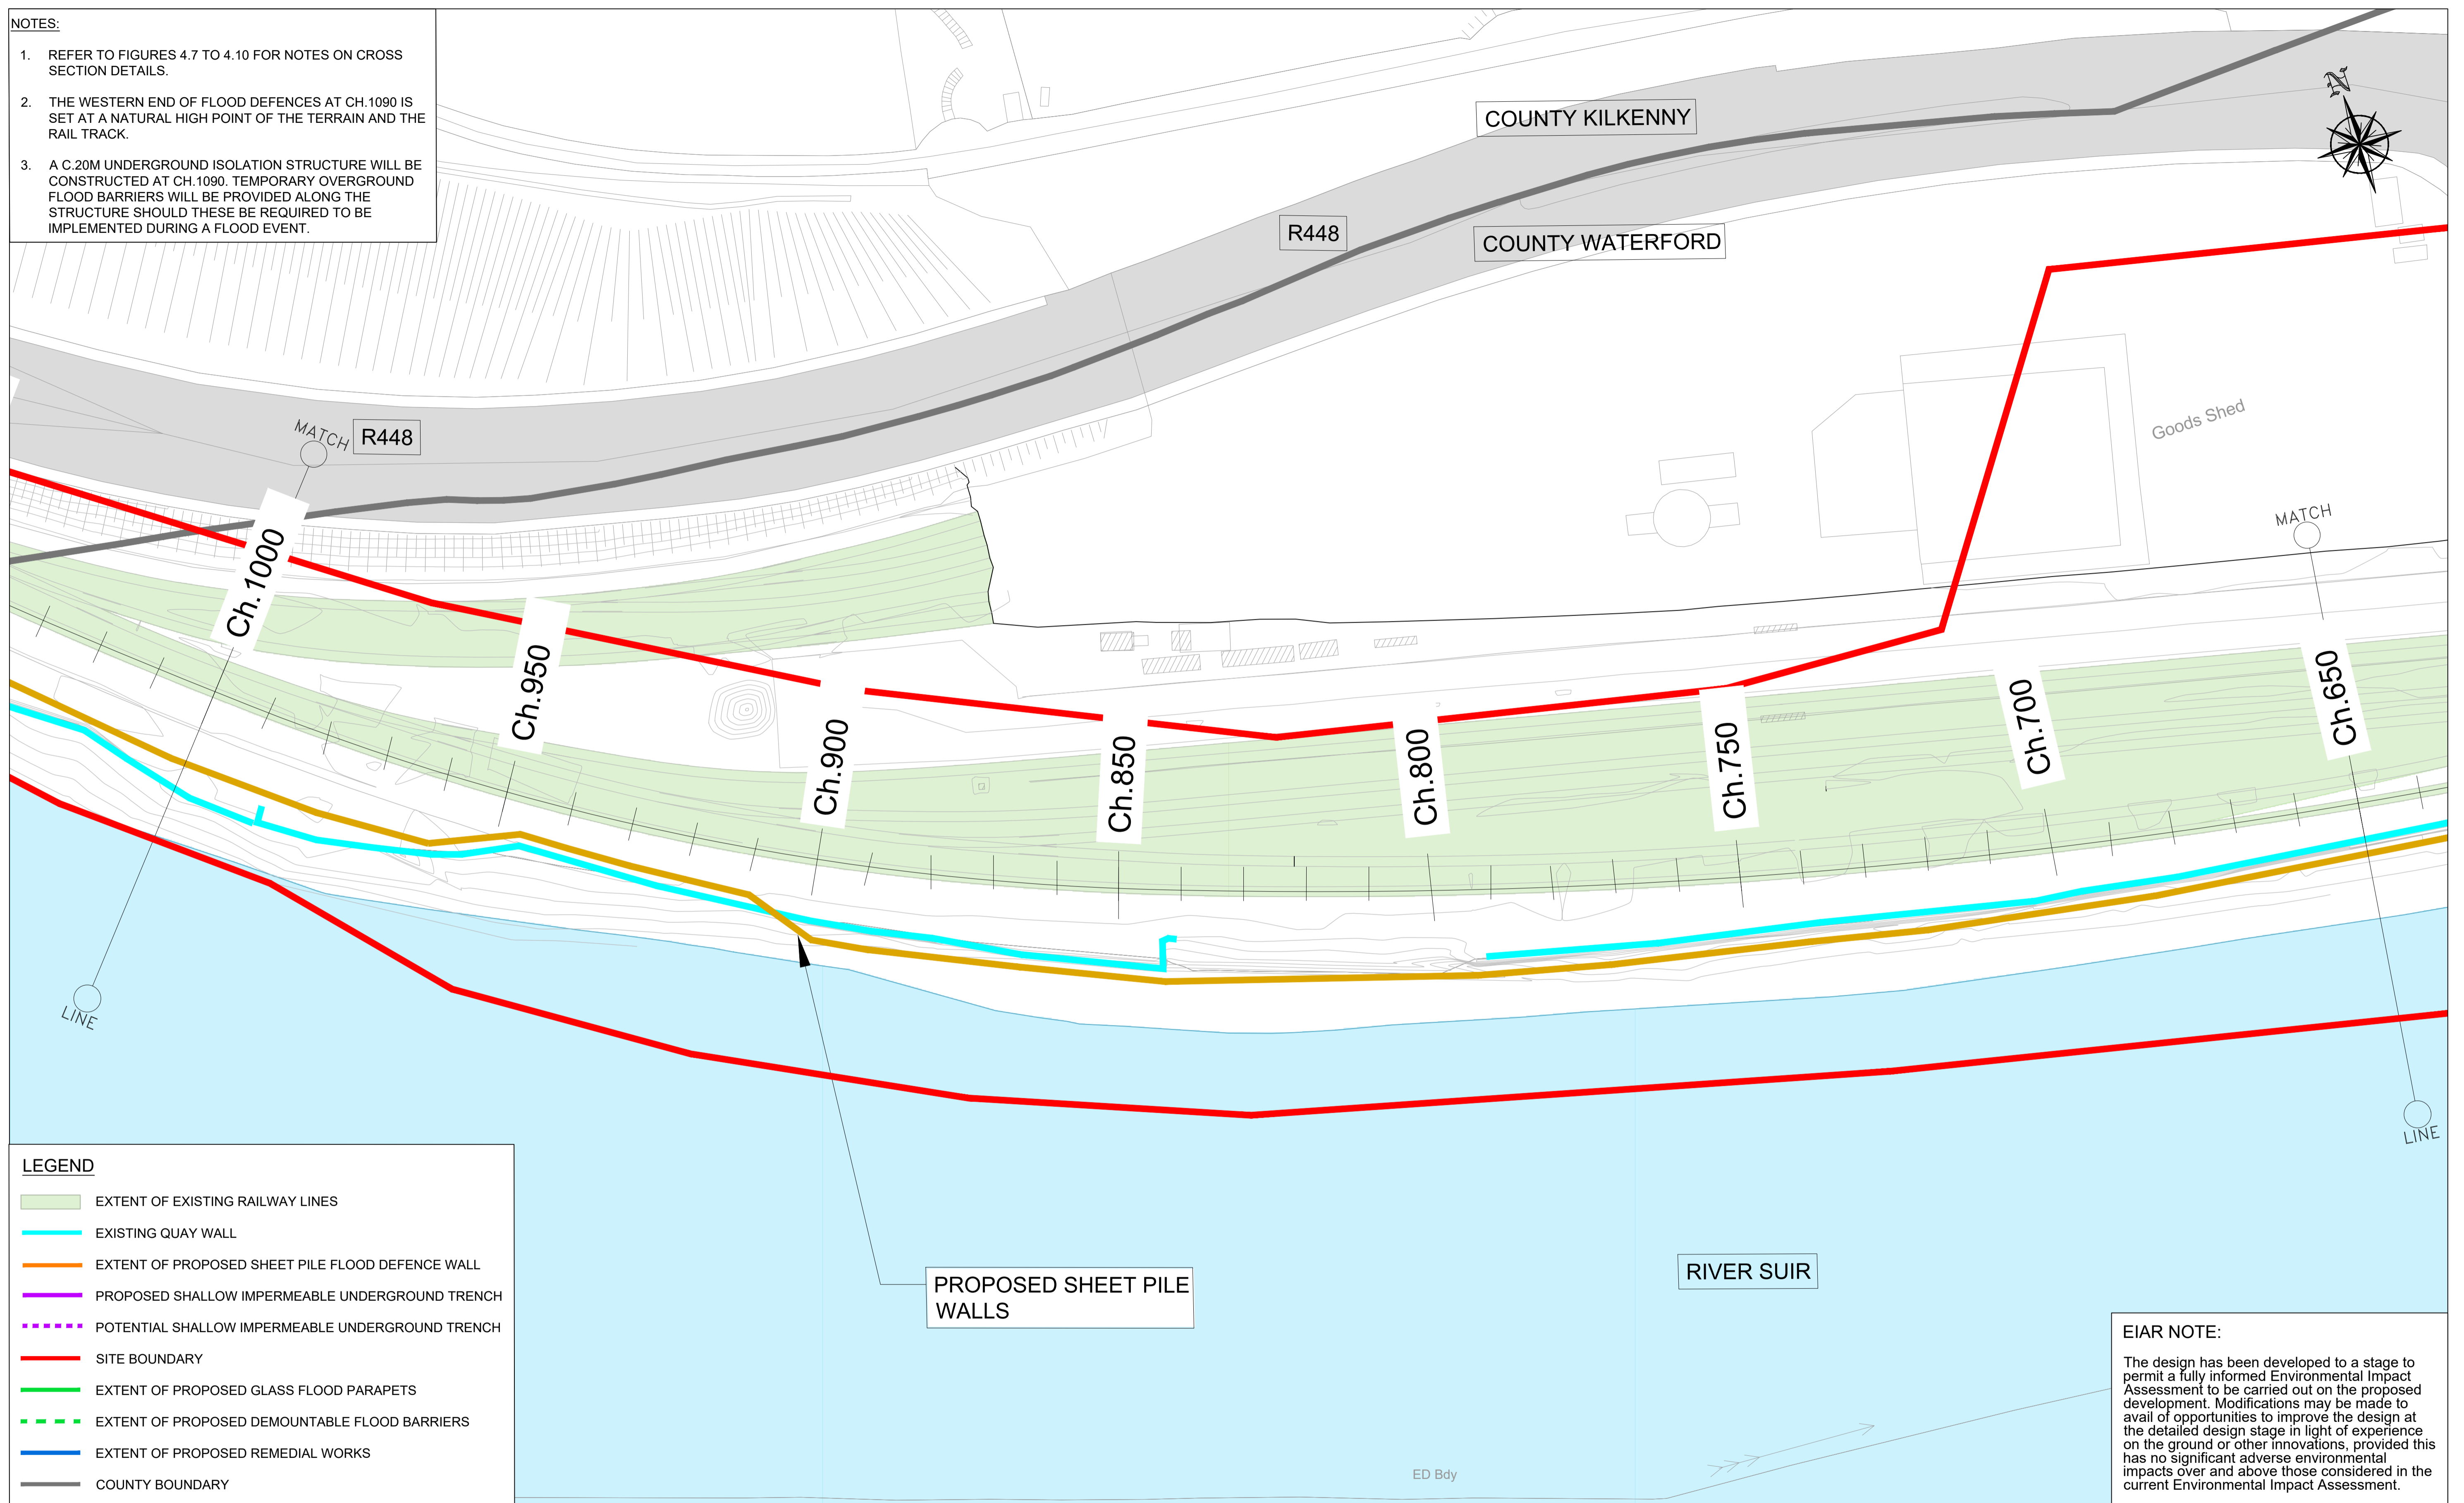 NOTES:
1. REFER TO FIGURES 4.7 TO 4.10 FOR NOTES ON CROSS
SECTION DETAILS.
2. THE WESTERN END OF FLOOD DEFENCES AT CH.1090 IS
SET AT A NATURAL HIGH POINT OF THE TERRAIN AND THE
RAIL TRACK.
3. A C.20M UNDERGROUND ISOLATION STRUCTURE WILL BE
CONSTRUCTED AT CH.1090. TEMPORARY OVERGROUND
FLOOD BARRIERS WILL BE PROVIDED ALONG THE
STRUCTURE SHOULD THESE BE REQUIRED TO BE
IMPLEMENTED DURING A FLOOD EVENT.
N
COUNTY KILKENNY
R448
COUNTY WATERFORD
MATCH
R448
Goods Shed
MATCH
Ch.1000
Ch.950
Ch.900
Ch.850
Ch.800
Ch.750
Ch.700
Ch.650
LINE
LINE
PROPOSED SHEET PILE
WALLS
RIVER SUIR
ED Bdy
LEGEND
EXTENT OF EXISTING RAILWAY LINES
EXISTING QUAY WALL
EXTENT OF PROPOSED SHEET PILE FLOOD DEFENCE WALL
PROPOSED SHALLOW IMPERMEABLE UNDERGROUND TRENCH
POTENTIAL SHALLOW IMPERMEABLE UNDERGROUND TRENCH
SITE BOUNDARY
EXTENT OF PROPOSED GLASS FLOOD PARAPETS
EXTENT OF PROPOSED DEMOUNTABLE FLOOD BARRIERS
EXTENT OF PROPOSED REMEDIAL WORKS
COUNTY BOUNDARY
EIAR NOTE:
The design has been developed to a stage to
permit a fully informed Environmental Impact
Assessment to be carried out on the proposed
development. Modifications may be made to
avail of opportunities to improve the design at
the detailed design stage in light of experience
on the ground or other innovations, provided this
has no significant adverse environmental
impacts over and above those considered in the
current Environmental Impact Assessment.